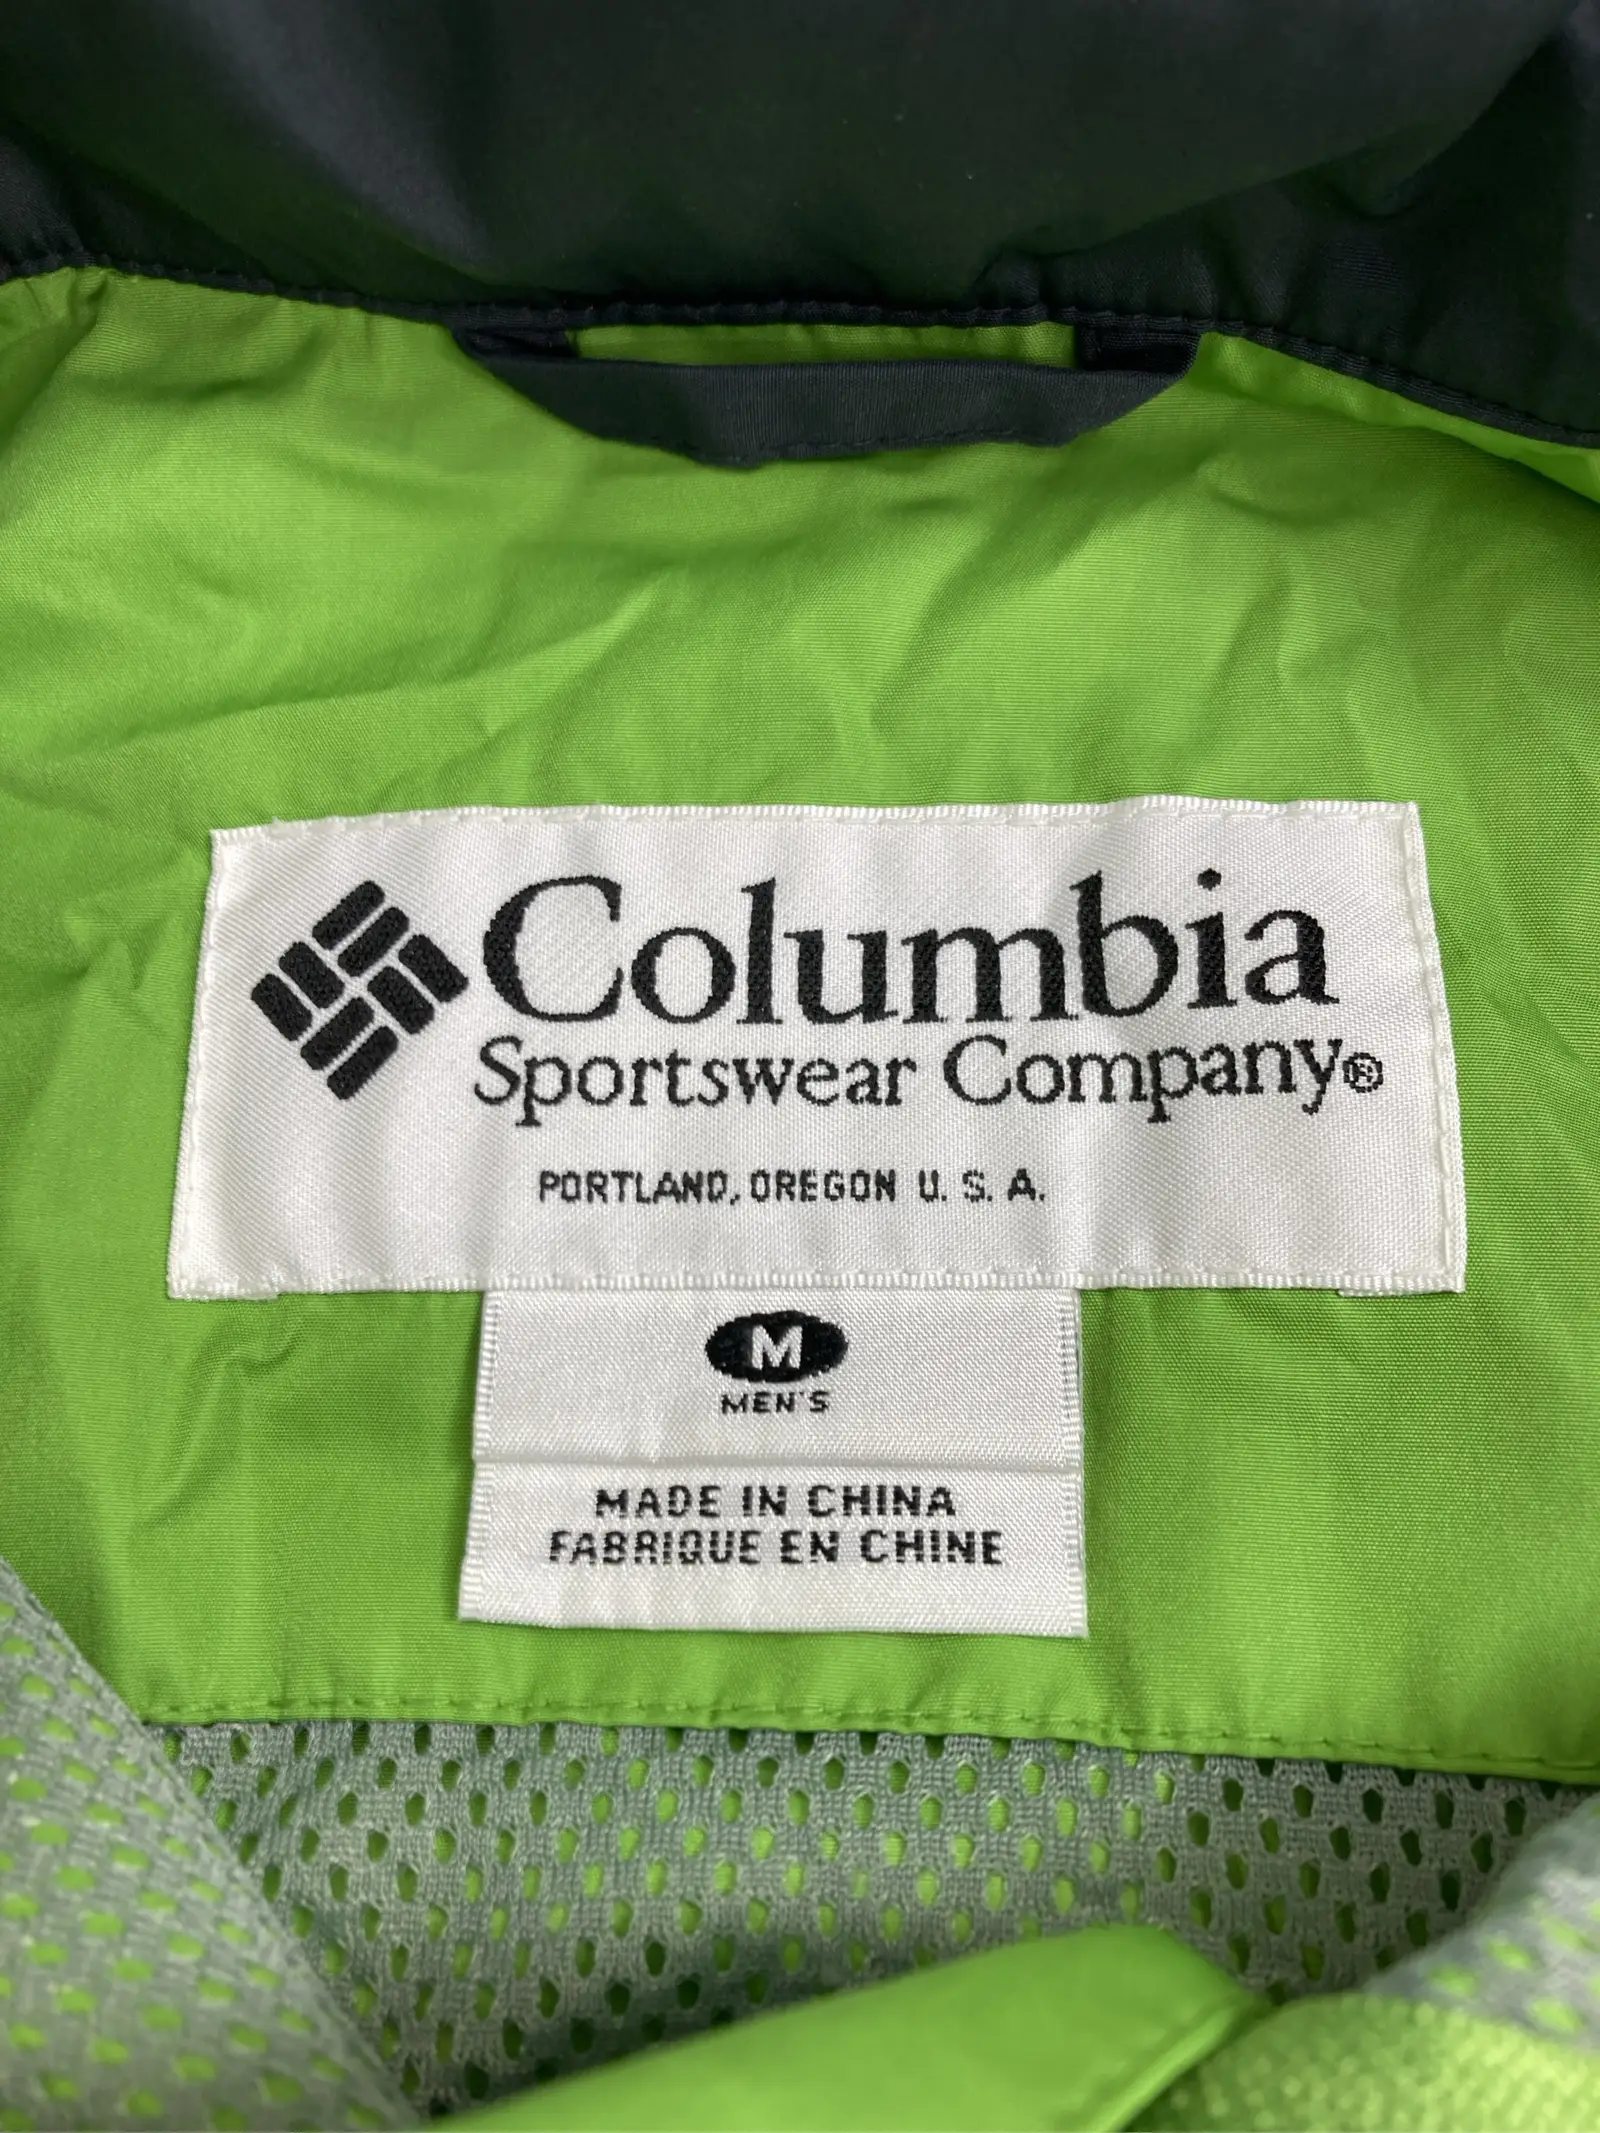 Columbia
Sportswear Company®
PORTLAND, OREGON U. S. A.
M
MEN'S
MADE IN CHINA
FABRIQUE EN CHINE